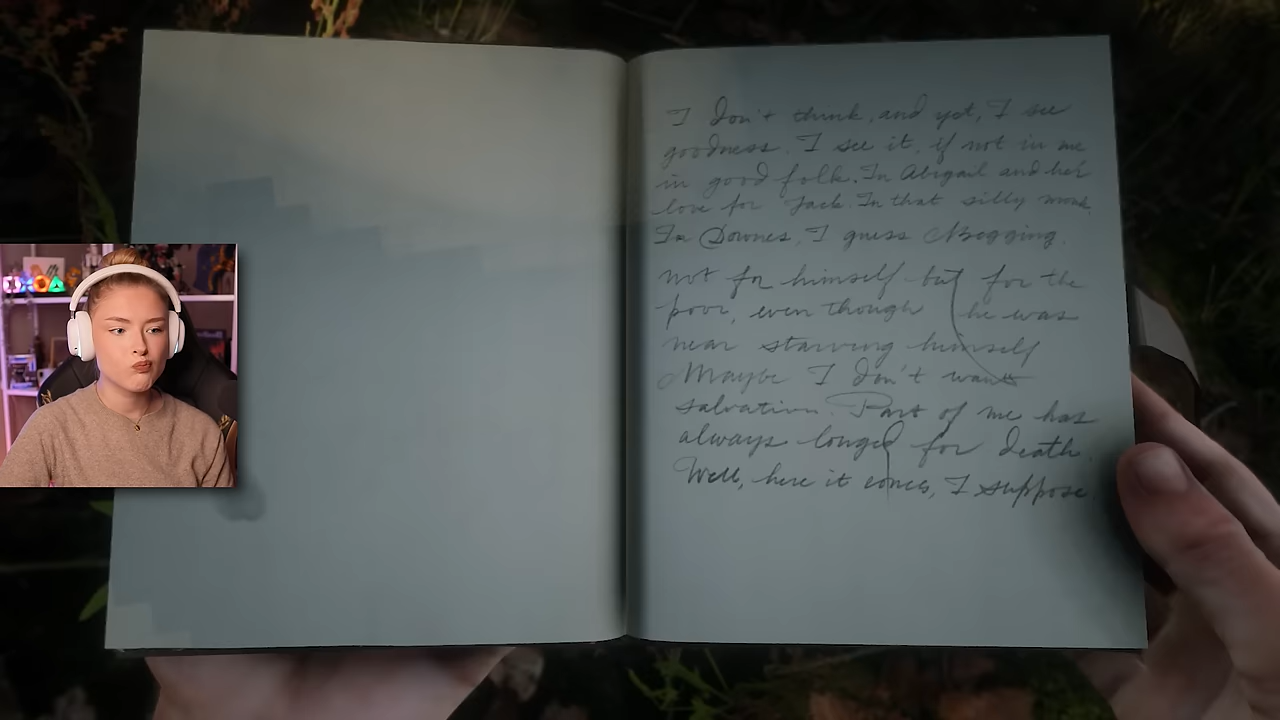 I don't think, and yet, I see
goodness. I see it, if not in me
in good folk. In Abigail and her
love for Jack. In that silly monk.
In Downes, I guess. Begging.
not for himself but for the
poor, even though he was
near starving himself
Maybe I don't want
salvation. Part of me has
always longed for death.
Well, here it comes, I suppose.